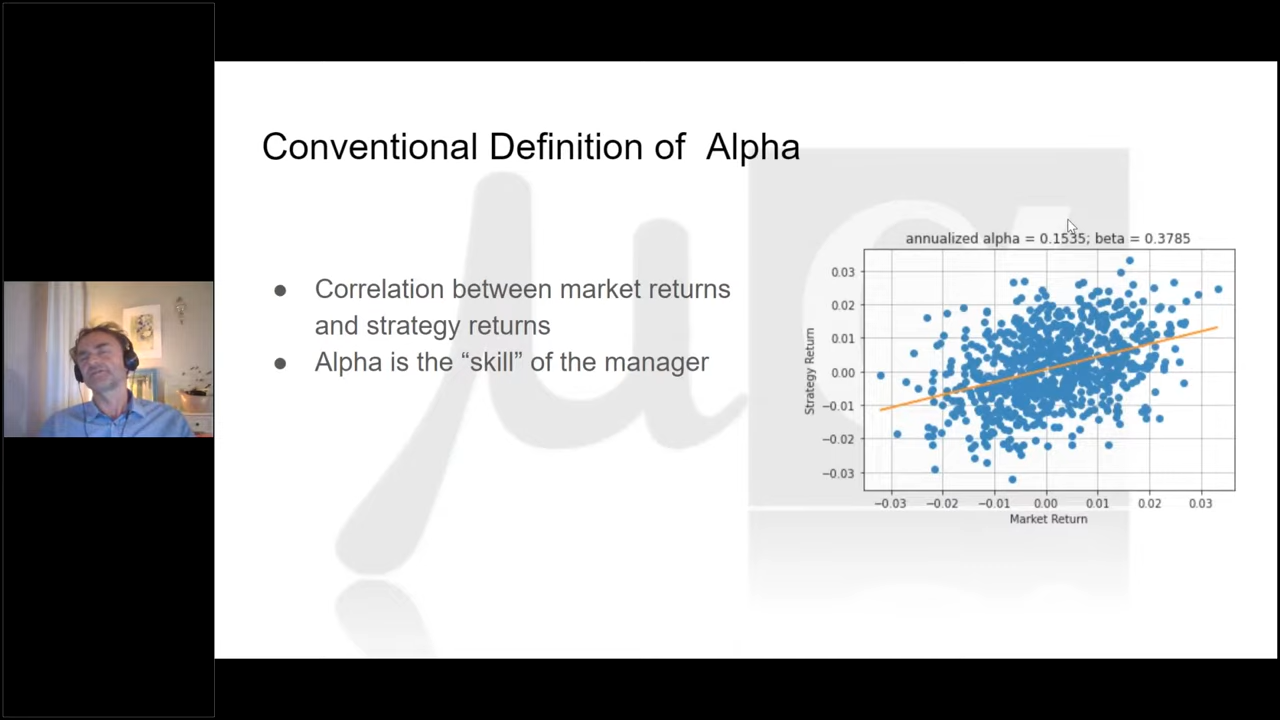 Conventional Definition of  Alpha
● Correlation between market returns
and strategy returns
● Alpha is the “skill” of the manager
annualized alpha = 0.1535; beta = 0.3785
Strategy Return
0.03
0.02
0.01
0.00
−0.01
−0.02
−0.03
−0.03 −0.02 −0.01 0.00 0.01 0.02 0.03
Market Return